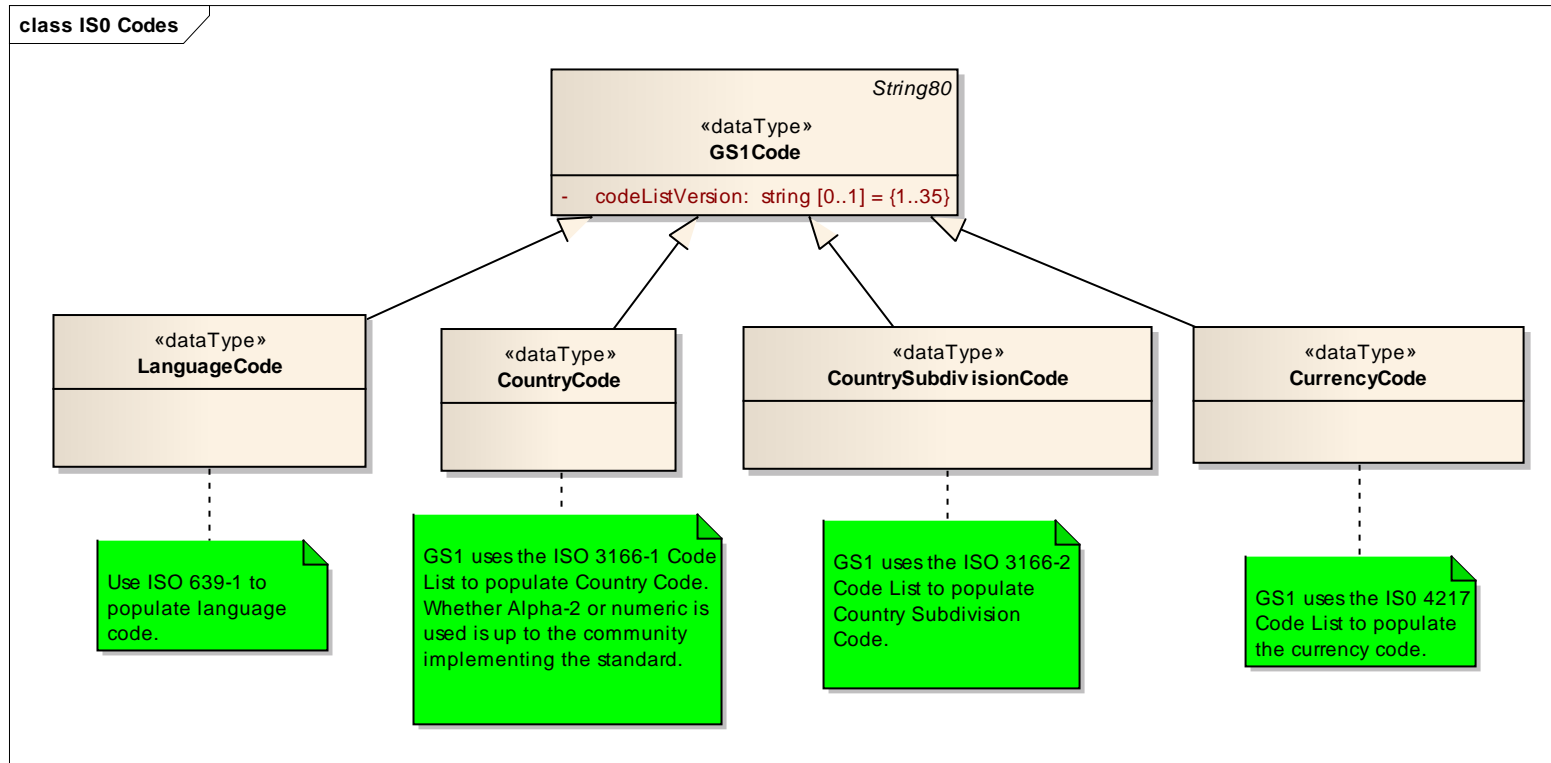 class IS0 Codes
String80
«dataType»
GS1Code
- codeListVersion: string [0..1] = {1..35}
«dataType»
LanguageCode
«dataType»
CountryCode
«dataType»
CountrySubdivisionCode
«dataType»
CurrencyCode
Use ISO 639-1 to
populate language
code.
GS1 uses the ISO 3166-1 Code
List to populate Country Code.
Whether Alpha-2 or numeric is
used is up to the community
implementing the standard.
GS1 uses the ISO 3166-2
Code List to populate
Country Subdivision
Code.
GS1 uses the IS0 4217
Code List to populate
the currency code.